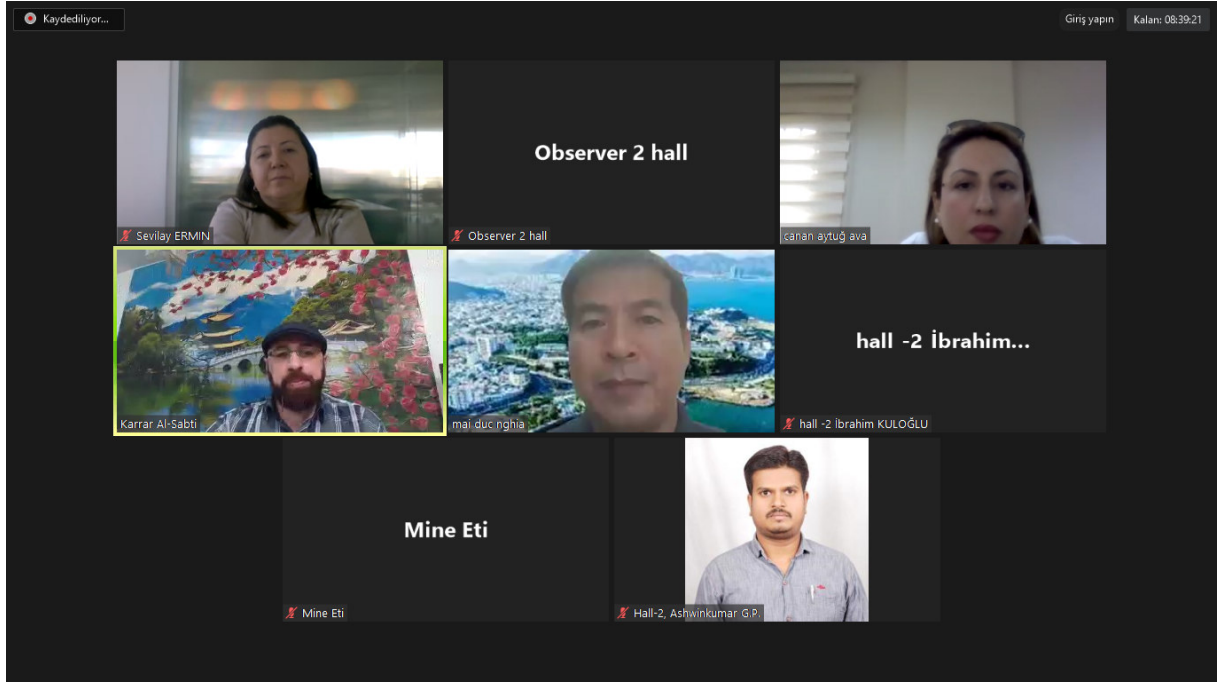 Kaydediliyor...
Giriş yapın
Kalan: 08:39:21
Sevilay ERMIN
Observer 2 hall
Observer 2 hall
canan aytuğ ava
Karrar Al-Sabti
mai duc nghia
hall -2 İbrahim...
hall -2 İbrahim KULOĞLU
Mine Eti
Mine Eti
Hall-2, Ashwinkumar G.P.